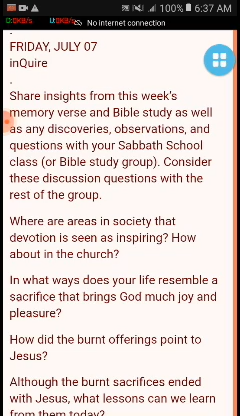 0:0KB/s U:0KB/s 100% 6:37 AM
No internet connection
.
FRIDAY, JULY 07
inQuire
.
Share insights from this week's
memory verse and Bible study as well
as any discoveries, observations, and
questions with your Sabbath School
class (or Bible study group). Consider
these discussion questions with the
rest of the group.
Where are areas in society that
devotion is seen as inspiring? How
about in the church?
In what ways does your life resemble a
sacrifice that brings God much joy and
pleasure?
How did the burnt offerings point to
Jesus?
Although the burnt sacrifices ended
with Jesus, what lessons can we learn
from them today?